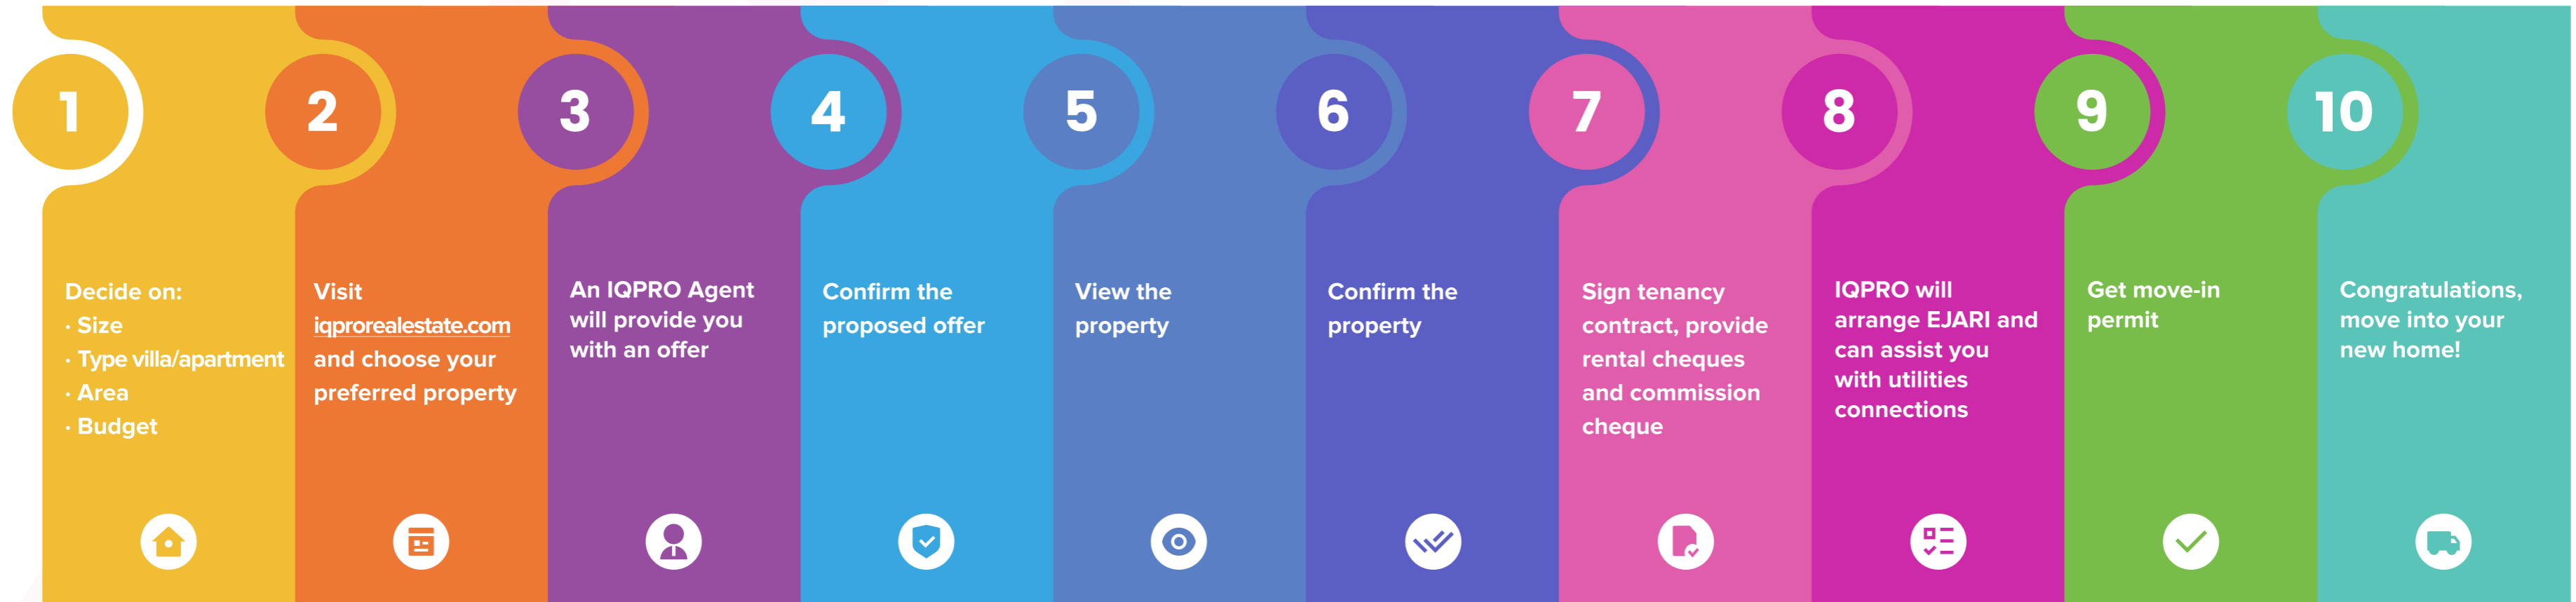 1
Decide on:
· Size
· Type villa/apartment
· Area
· Budget
2
Visit
iqprorealestate.com
and choose your
preferred property
3
An IQPRO Agent
will provide you
with an offer
4
Confirm the
proposed offer
5
View the
property
6
Confirm the
property
7
Sign tenancy
contract, provide
rental cheques
and commission
cheque
8
IQPRO will
arrange EJARI and
can assist you
with utilities
connections
9
Get move-in
permit
10
Congratulations,
move into your
new home!